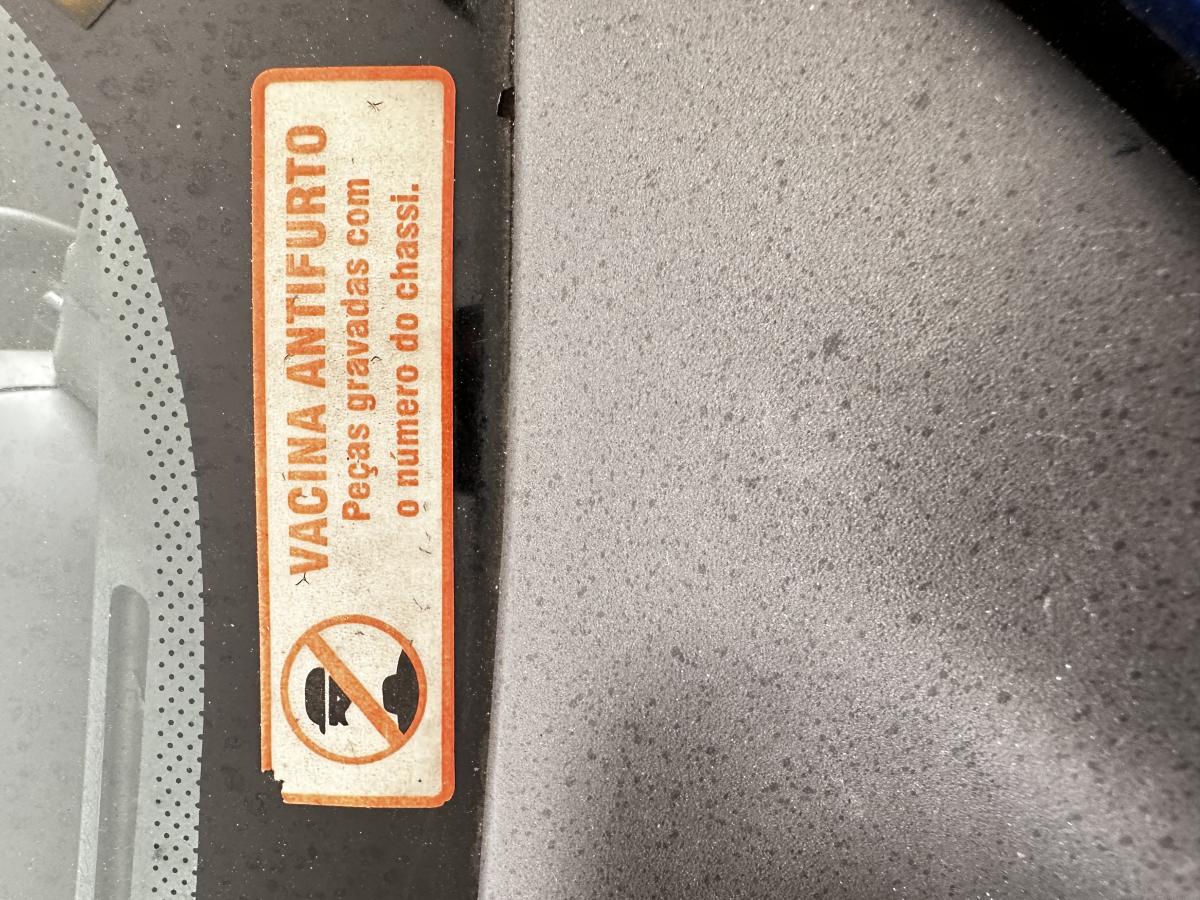 VACINA ANTIFURTO
Peças gravadas com
o número do chassi.